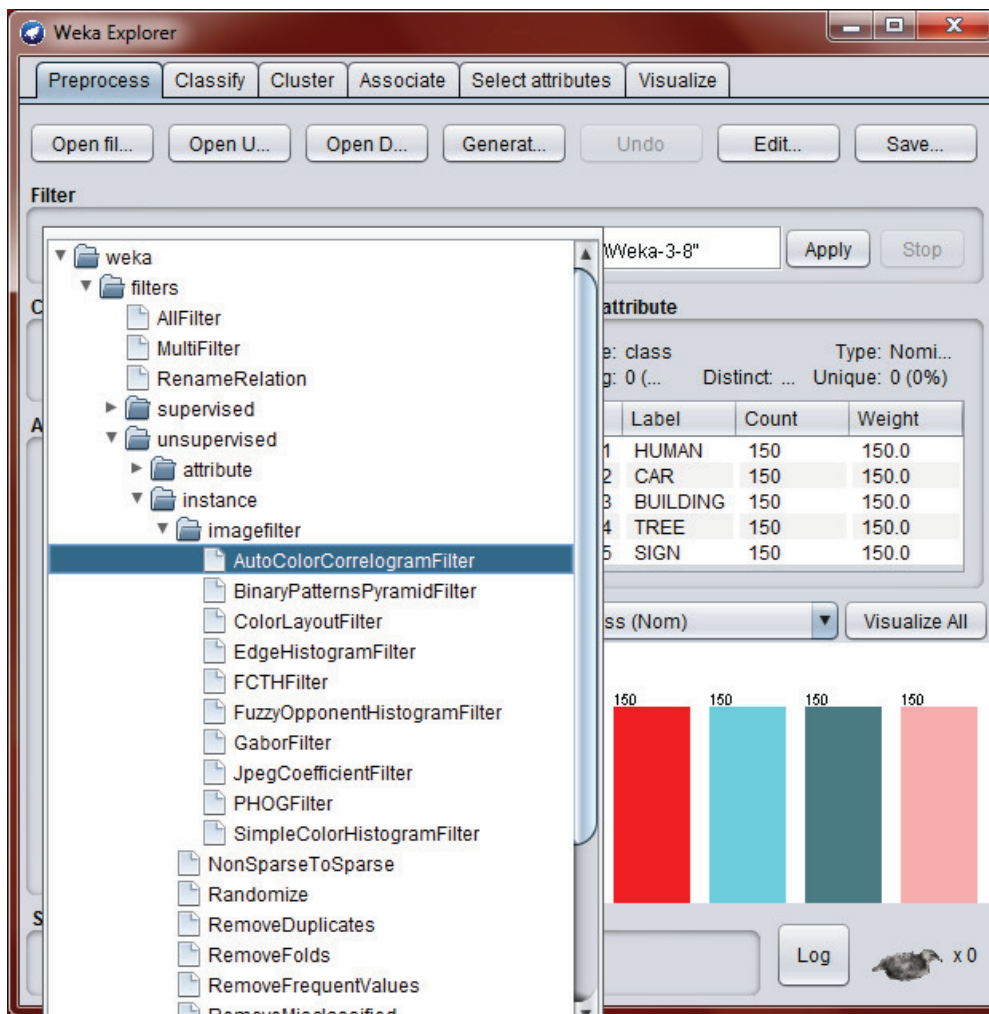 Weka Explorer
Preprocess Classify Cluster Associate Select attributes Visualize
Open fil... Open U... Open D... Generat... Undo Edit... Save...
Filter
weka
filters
AllFilter
MultiFilter
RenameRelation
supervised
unsupervised
attribute
instance
imagefilter
AutoColorCorrelogramFilter
BinaryPatternsPyramidFilter
ColorLayoutFilter
EdgeHistogramFilter
FCTHFilter
FuzzyOpponentHistogramFilter
GaborFilter
JpegCoefficientFilter
PHOGFilter
SimpleColorHistogramFilter
NonSparseToSparse
Randomize
RemoveDuplicates
RemoveFolds
RemoveFrequentValues
RemoveMisclassified
\Weka-3-8" Apply Stop
attribute
e: class Type: Nomi...
g: 0 (... Distinct: ... Unique: 0 (0%)
Label Count Weight
1 HUMAN 150 150.0
2 CAR 150 150.0
3 BUILDING 150 150.0
4 TREE 150 150.0
5 SIGN 150 150.0
ss (Nom) Visualize All
150 150 150 150
Log x 0